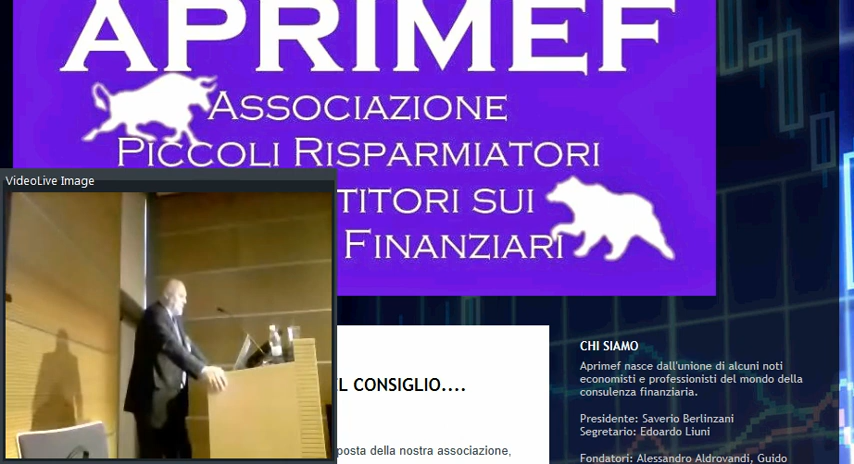 APRIMEF
ASSOCIAZIONE
PICCOLI RISPARMIATORI
TITORI SUI
FINANZIARI
VideoLive Image
L CONSIGLIO....
posta della nostra associazione,
CHI SIAMO
Aprimef nasce dall'unione di alcuni noti
economisti e professionisti del mondo della
consulenza finanziaria.
Presidente: Saverio Berlinzani
Segretario: Edoardo Liuni
Fondatori: Alessandro Aldrovandi, Guido